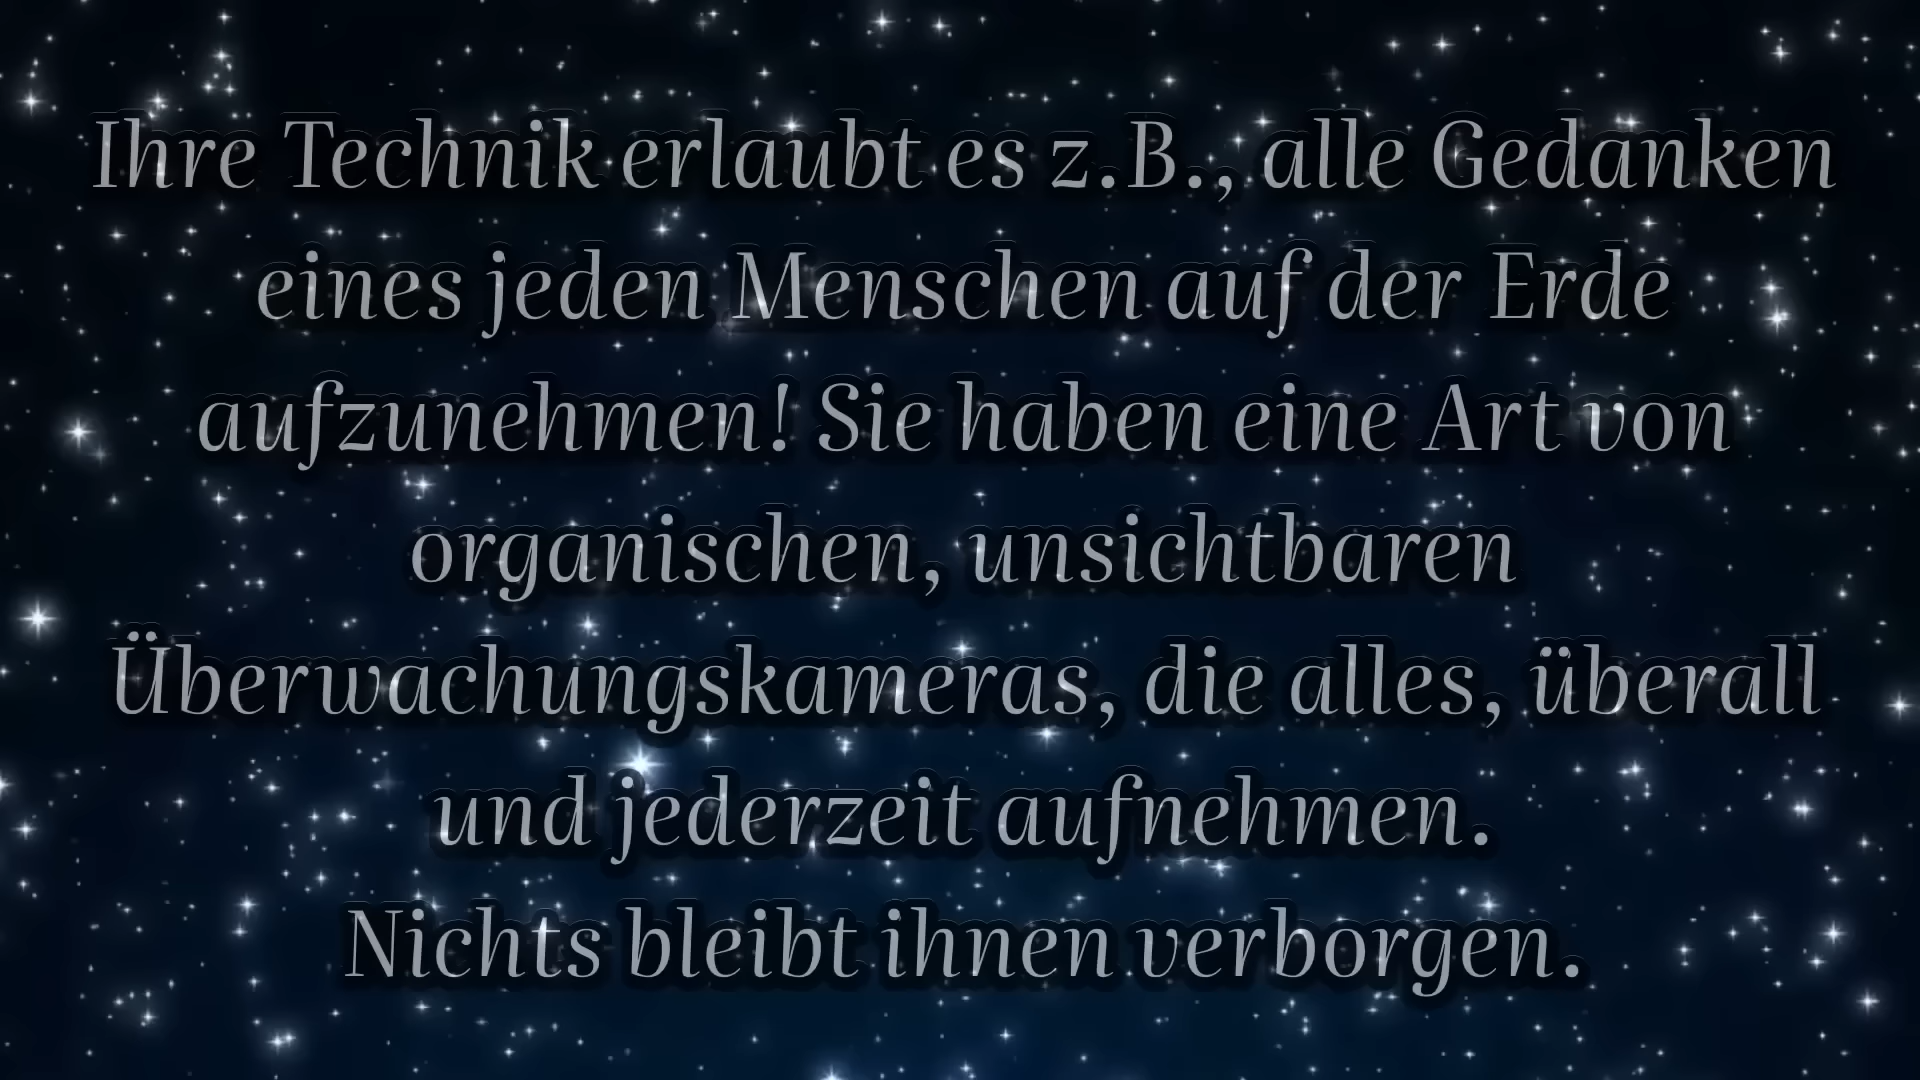 Ihre Technik erlaubt es z.B., alle Gedanken
eines jeden Menschen auf der Erde
aufzunehmen! Sie haben eine Art von
organischen, unsichtbaren
Überwachungskameras, die alles, überall
und jederzeit aufnehmen.
Nichts bleibt ihnen verborgen.